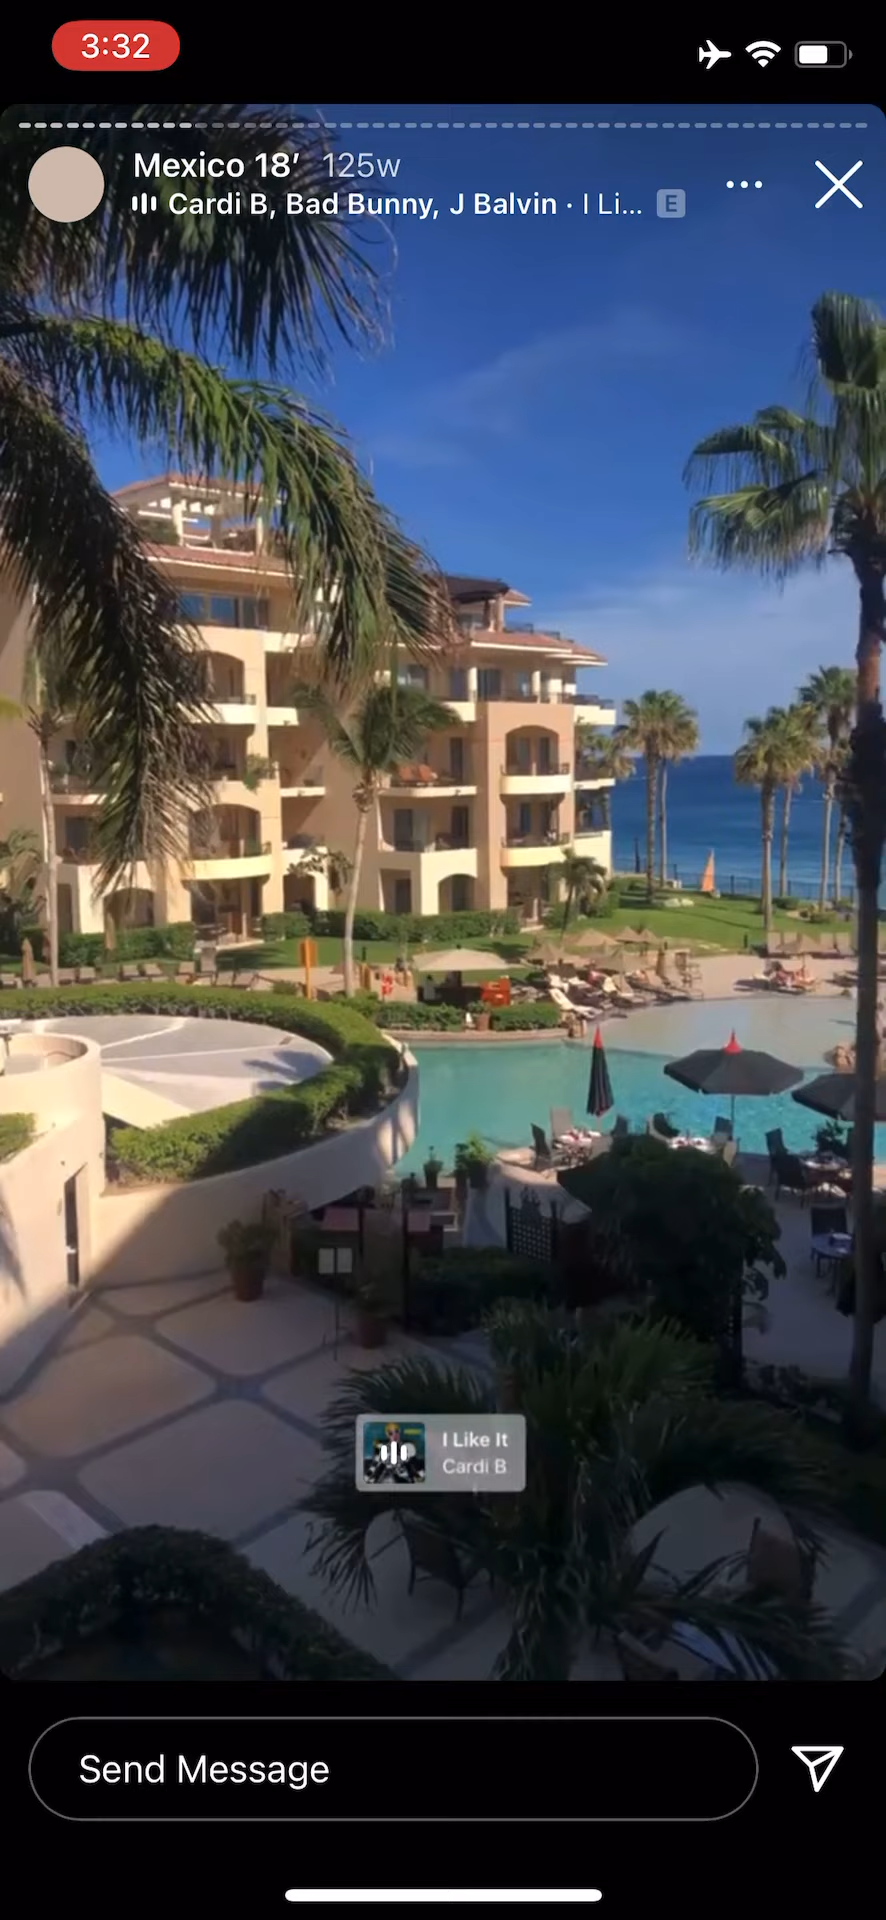 3:32
Mexico 18’ 125w
Cardi B, Bad Bunny, J Balvin · I Li... E
I Like It
Cardi B
Send Message